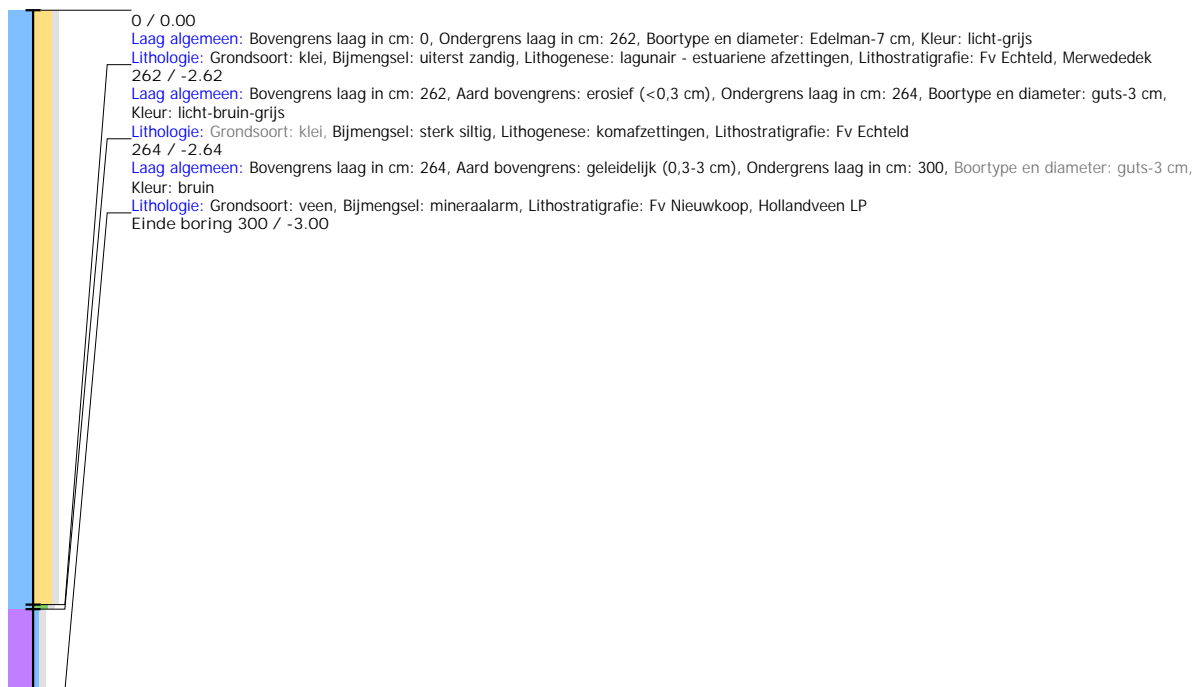 0 / 0.00
Laag algemeen: Bovengrens laag in cm: 0, Ondergrens laag in cm: 262, Boortype en diameter: Edelman-7 cm, Kleur: licht-grijs
Lithologie: Grondsoort: klei, Bijmengsel: uiterst zandig, Lithogenese: lagunair - estuariene afzettingen, Lithostratigrafie: Fv Echteld, Merwededek
262 / -2.62
Laag algemeen: Bovengrens laag in cm: 262, Aard bovengrens: erosief (<0,3 cm), Ondergrens laag in cm: 264, Boortype en diameter: guts-3 cm,
Kleur: licht-bruin-grijs
Lithologie: Grondsoort: klei, Bijmengsel: sterk siltig, Lithogenese: komafzettingen, Lithostratigrafie: Fv Echteld
264 / -2.64
Laag algemeen: Bovengrens laag in cm: 264, Aard bovengrens: geleidelijk (0,3-3 cm), Ondergrens laag in cm: 300, Boortype en diameter: guts-3 cm,
Kleur: bruin
Lithologie: Grondsoort: veen, Bijmengsel: mineraalarm, Lithostratigrafie: Fv Nieuwkoop, Hollandveen LP
Einde boring 300 / -3.00